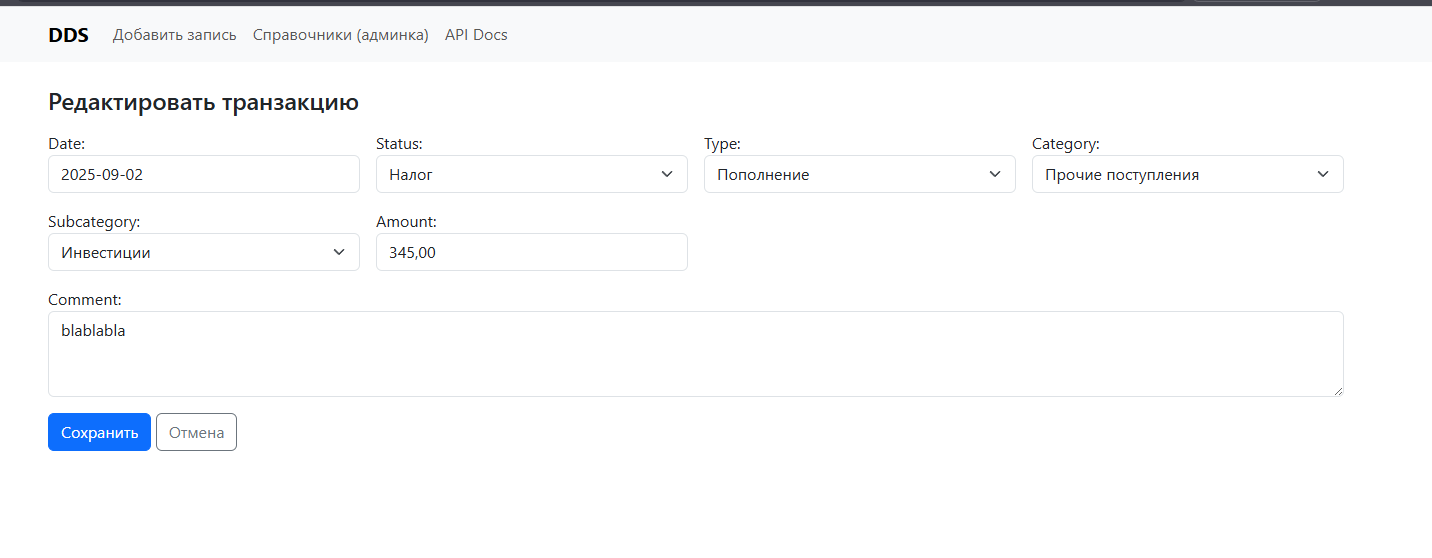 DDS Добавить запись Справочники (админка) API Docs
Редактировать транзакцию
Date: Status: Type: Category:
2025-09-02 Налог Пополнение Прочие поступления
Subcategory: Amount:
Инвестиции 345,00
Comment:
blablabla
Сохранить Отмена